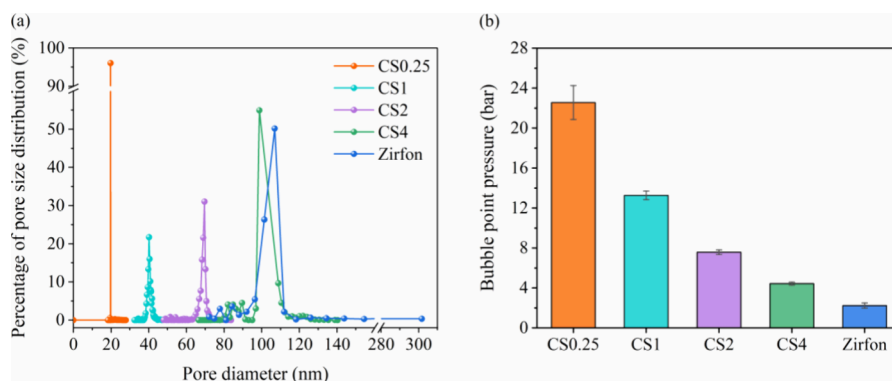 (a)
Percentage of pore size distribution (%)
100
90
50
40
30
20
10
0
CS0.25
CS1
CS2
CS4
Zirfon
0 20 40 60 80 100 120 140 280 300
Pore diameter (nm)
(b)
Bubble point pressure (bar)
28
24
20
16
12
8
4
0
CS0.25 CS1 CS2 CS4 Zirfon